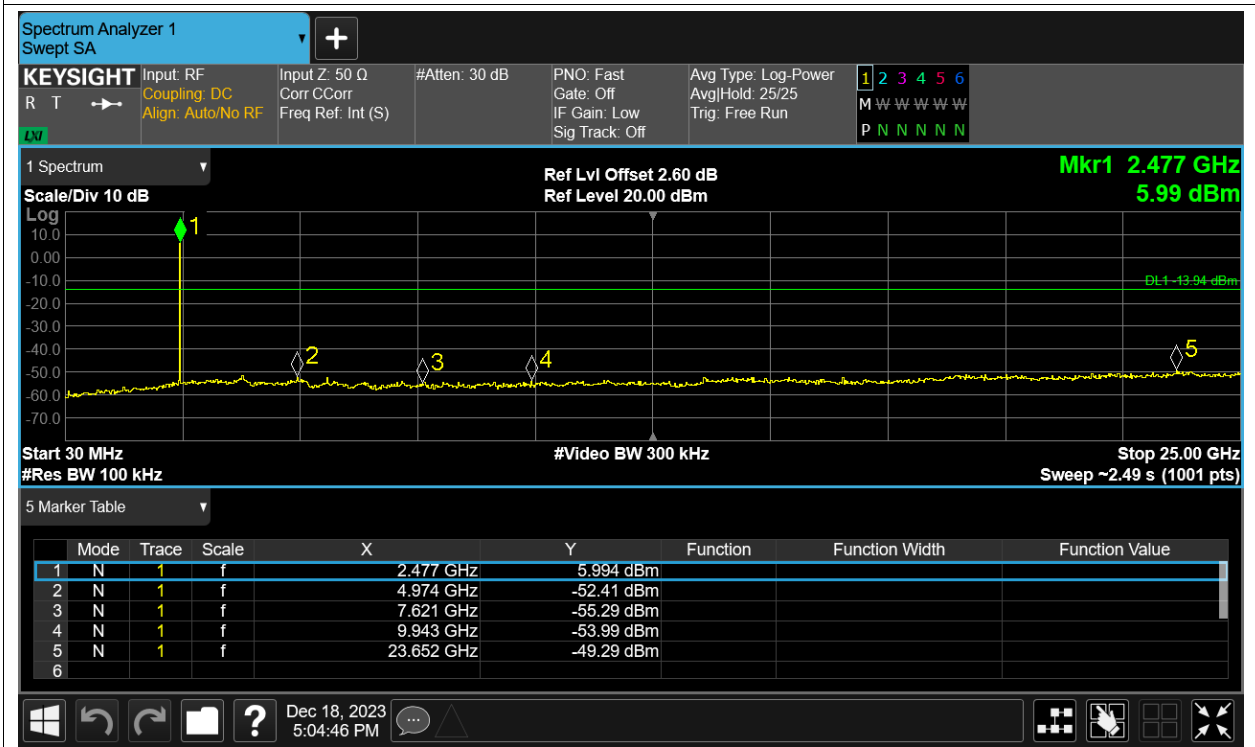 Spectrum Analyzer 1
Swept SA
+
KEYSIGHT Input: RF Input Z: 50 Ω #Atten: 30 dB PNO: Fast Avg Type: Log-Power 1 2 3 4 5 6
R T Coupling: DC Corr CCorr Gate: Off Avg|Hold: 25/25 M W W W W W
Align: Auto/No RF Freq Ref: Int (S) IF Gain: Low Trig: Free Run
LXI Sig Track: Off P N N N N N
1 Spectrum Ref Lvl Offset 2.60 dB Mkr1 2.477 GHz
Scale/Div 10 dB Ref Level 20.00 dBm 5.99 dBm
Log
1
10.0
0.00
-10.0 DL1 -13.94 dBm
-20.0
-30.0
-40.0 2 3 4 5
-50.0
-60.0
-70.0
Start 30 MHz #Video BW 300 kHz Stop 25.00 GHz
#Res BW 100 kHz Sweep ~2.49 s (1001 pts)
5 Marker Table
Mode Trace Scale X Y Function Function Width Function Value
1 N 1 f 2.477 GHz 5.994 dBm
2 N 1 f 4.974 GHz -52.41 dBm
3 N 1 f 7.621 GHz -55.29 dBm
4 N 1 f 9.943 GHz -53.99 dBm
5 N 1 f 23.652 GHz -49.29 dBm
6
? Dec 18, 2023
5:04:46 PM